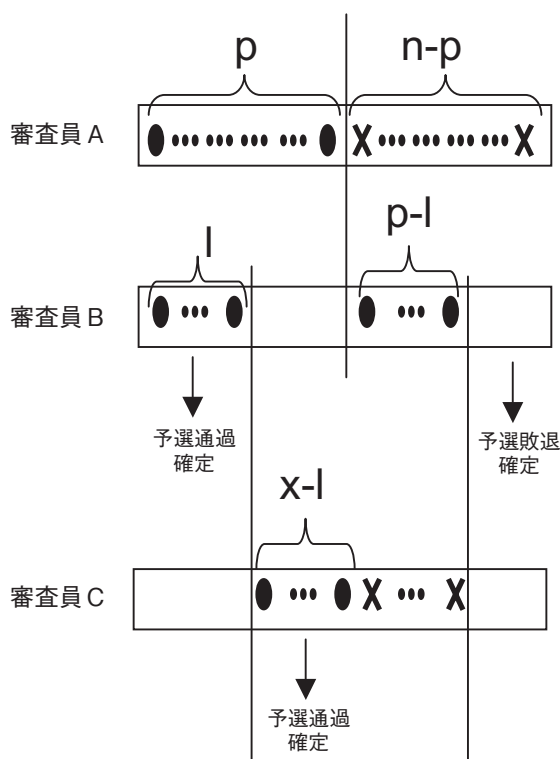 p n-p
審査員 A
● ••• ••• ••• ••• ● X ••• ••• ••• ••• X
l p-l
審査員 B
● ••• ● ● ••• ●
予選通過 予選敗退
確定 確定
x-l
審査員 C
● ••• ● X ••• X
予選通過
確定